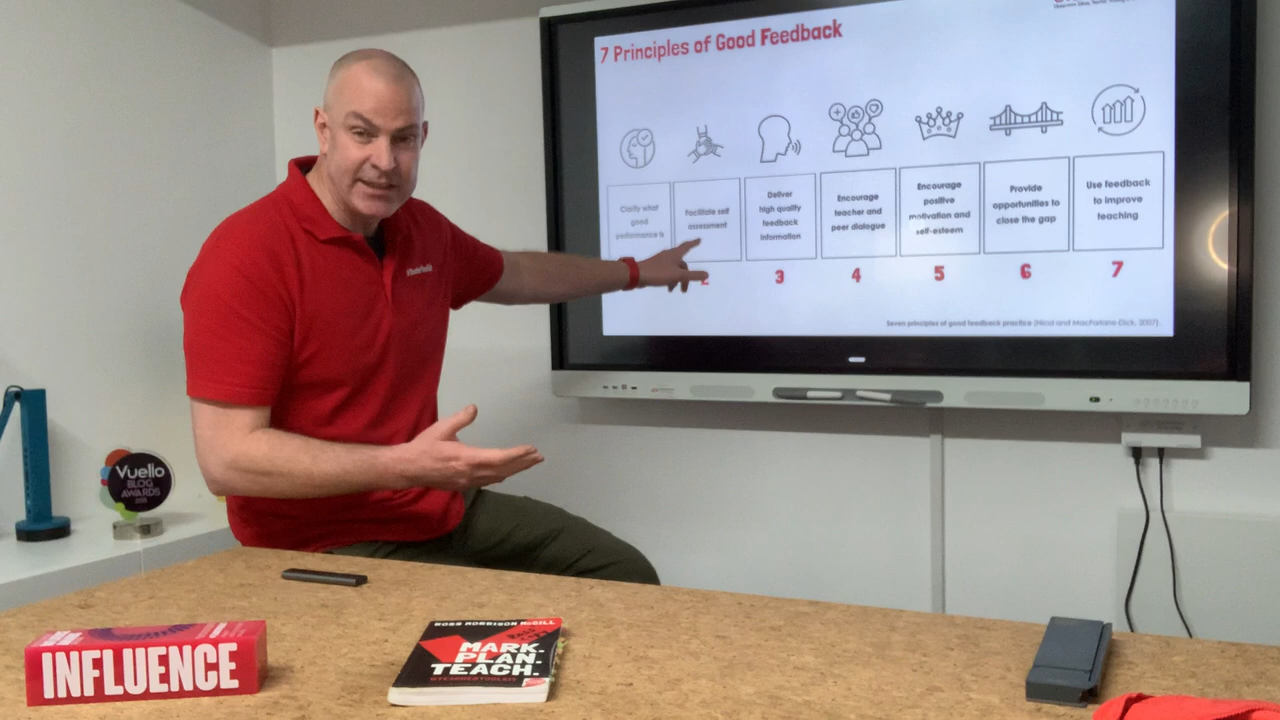 7 Principles of Good Feedback
Clarify what
good
performance is
Facilitate self
assessment
Deliver
high quality
feedback
information
Encourage
teacher and
peer dialogue
Encourage
positive
motivation and
self-esteem
Provide
opportunities to
close the gap
Use feedback
to improve
teaching
2
3
4
5
6
7
Seven principles of good feedback practice (Nicol and MacFarlane-Dick, 2007).
Vuello
BLOG
AWARDS
INFLUENCE
ROSS MORRISON McGILL
MARK.
PLAN.
TEACH.